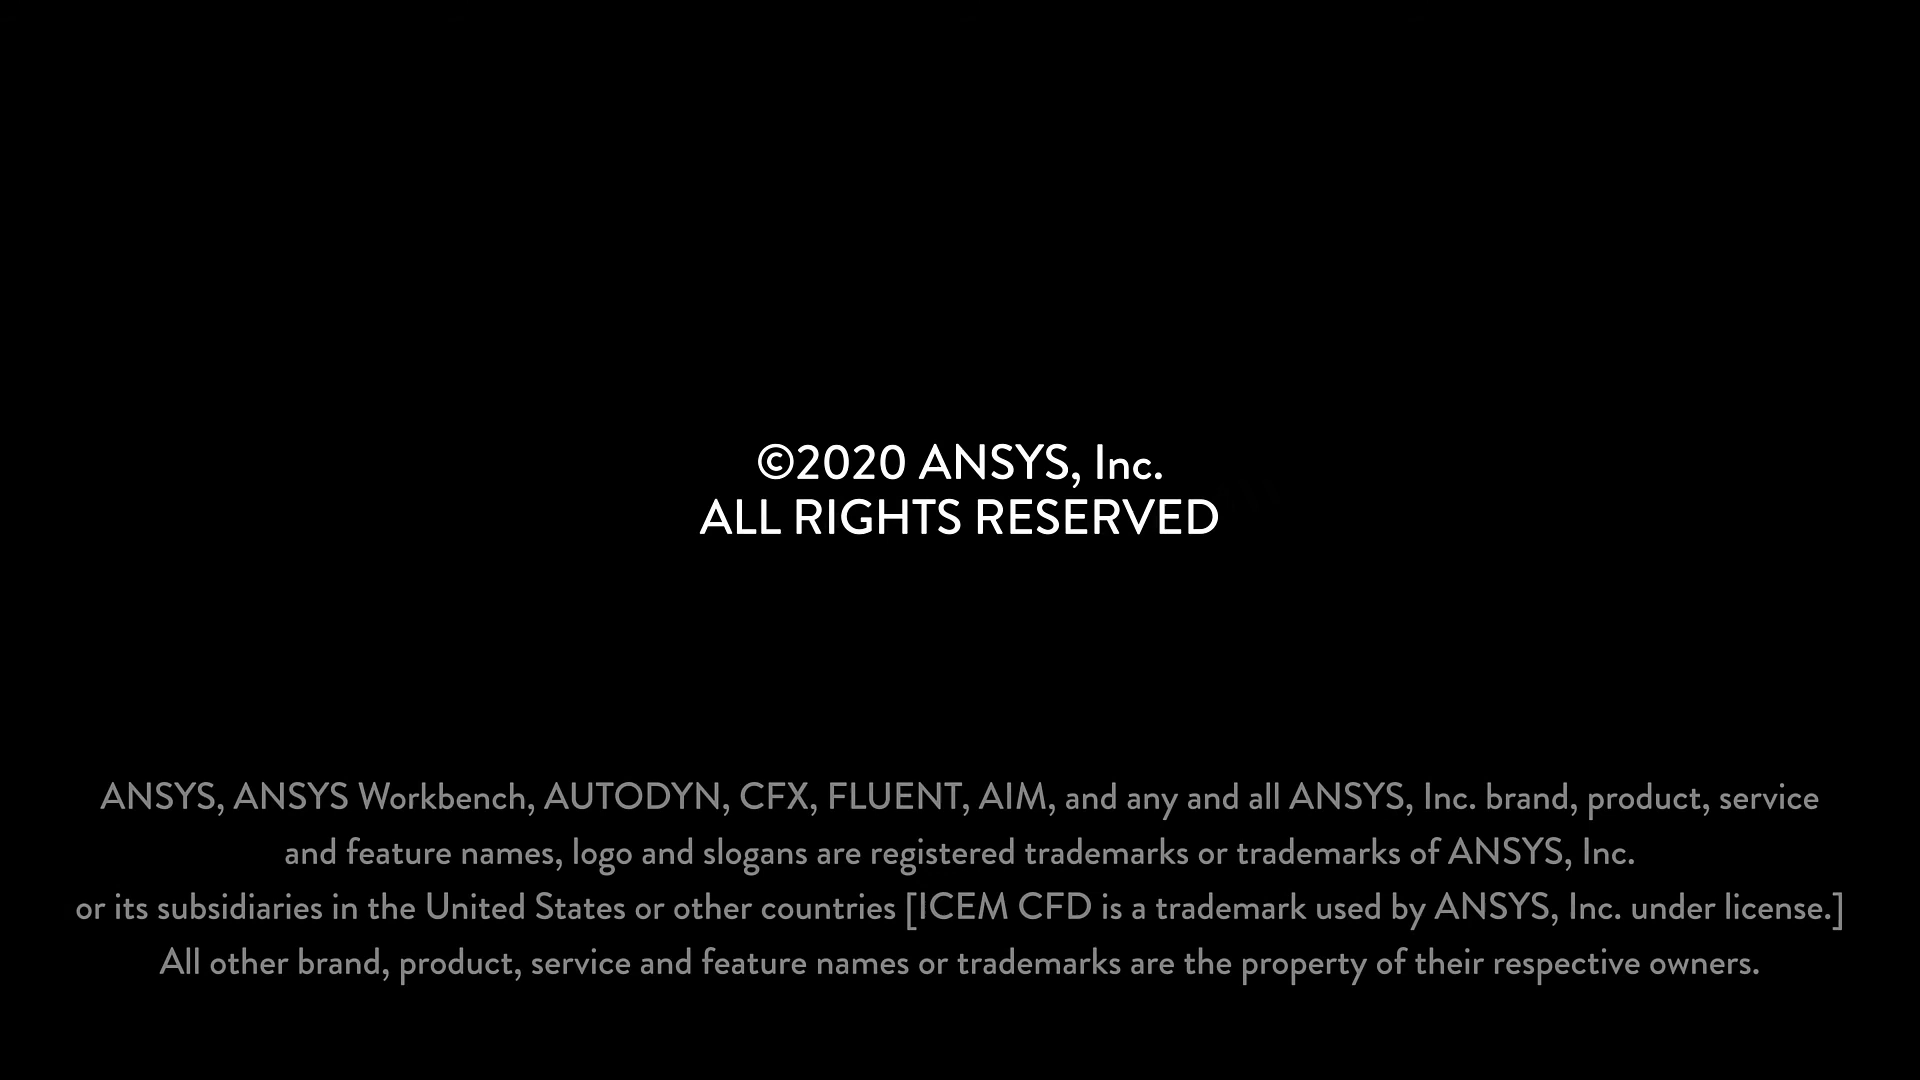 ©2020 ANSYS, Inc.
ALL RIGHTS RESERVED
ANSYS, ANSYS Workbench, AUTODYN, CFX, FLUENT, AIM, and any and all ANSYS, Inc. brand, product, service
and feature names, logo and slogans are registered trademarks or trademarks of ANSYS, Inc.
or its subsidiaries in the United States or other countries [ICEM CFD is a trademark used by ANSYS, Inc. under license.]
All other brand, product, service and feature names or trademarks are the property of their respective owners.